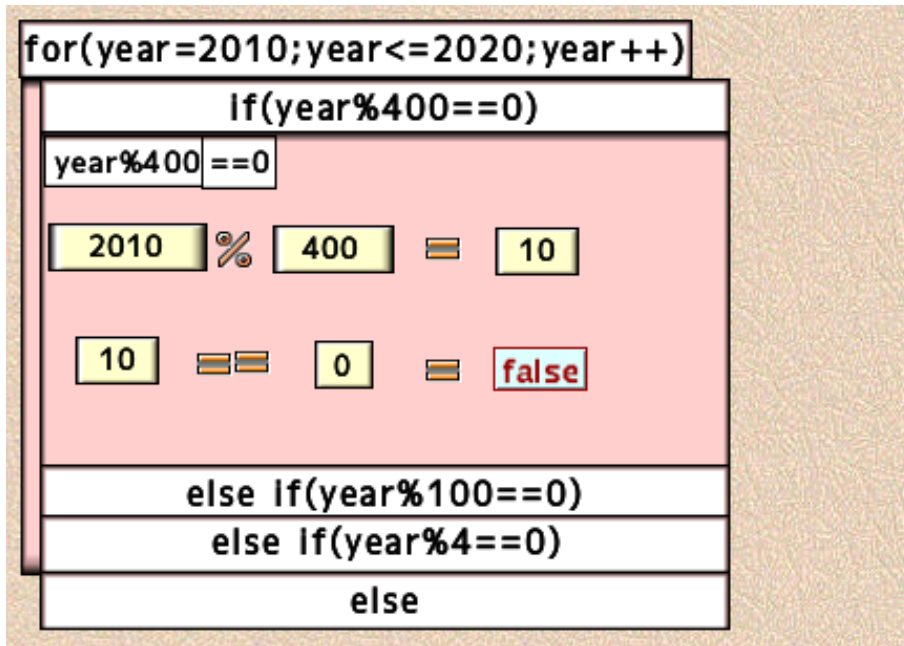 for(year=2010;year<=2020;year++)
if(year%400==0)
year%400 ==0
2010 % 400 = 10
10 == 0 = false
else if(year%100==0)
else if(year%4==0)
else